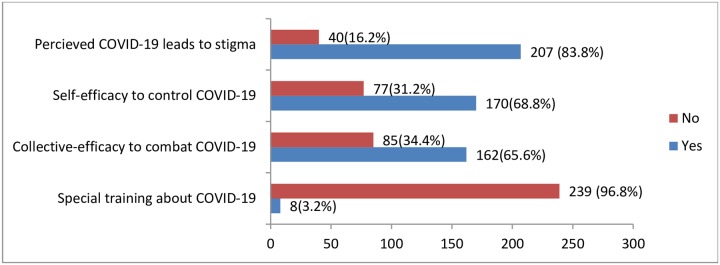 Percieved COVID-19 leads to stigma
40(16.2%)
207 (83.8%)
Self-efficacy to control COVID-19
77(31.2%)
170(68.8%)
Collective-efficacy to combat COVID-19
85(34.4%)
162(65.6%)
Special training about COVID-19
239 (96.8%)
8(3.2%)
0 50 100 150 200 250 300
No
Yes